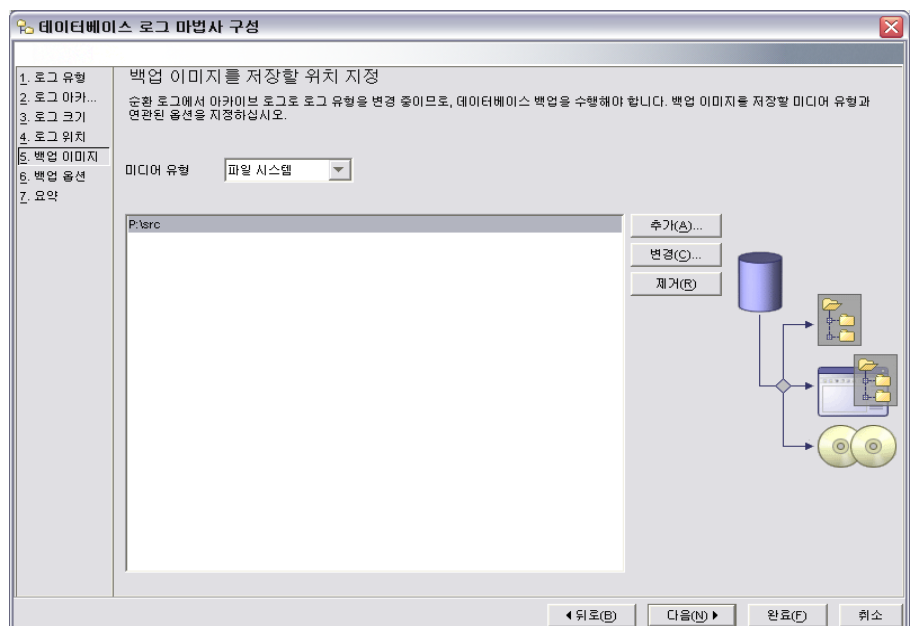 데이터베이스 로그 마법사 구성
1. 로그 유형
2. 로그 아카...
3. 로그 크기
4. 로그 위치
5. 백업 이미지
6. 백업 옵션
7. 요약
백업 이미지를 저장할 위치 지정
순환 로그에서 아카이브 로그로 로그 유형을 변경 중이므로, 데이터베이스 백업을 수행해야 합니다. 백업 이미지를 저장할 미디어 유형과
연관된 옵션을 지정하십시오.
미디어 유형 파일 시스템
P:\src
추가(A)...
변경(C)...
제거(R)
뒤로(B) 다음(N) 완료(F) 취소